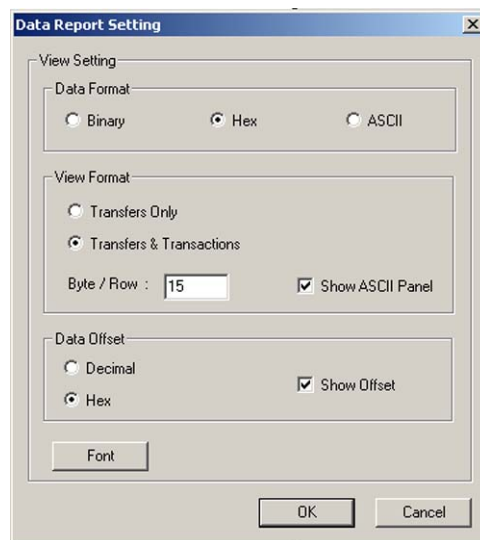 Data Report Setting
View Setting
Data Format
Binary Hex ASCII
View Format
Transfers Only
Transfers & Transactions
Byte / Row : 15 Show ASCII Panel
Data Offset
Decimal
Show Offset
Hex
Font
OK Cancel